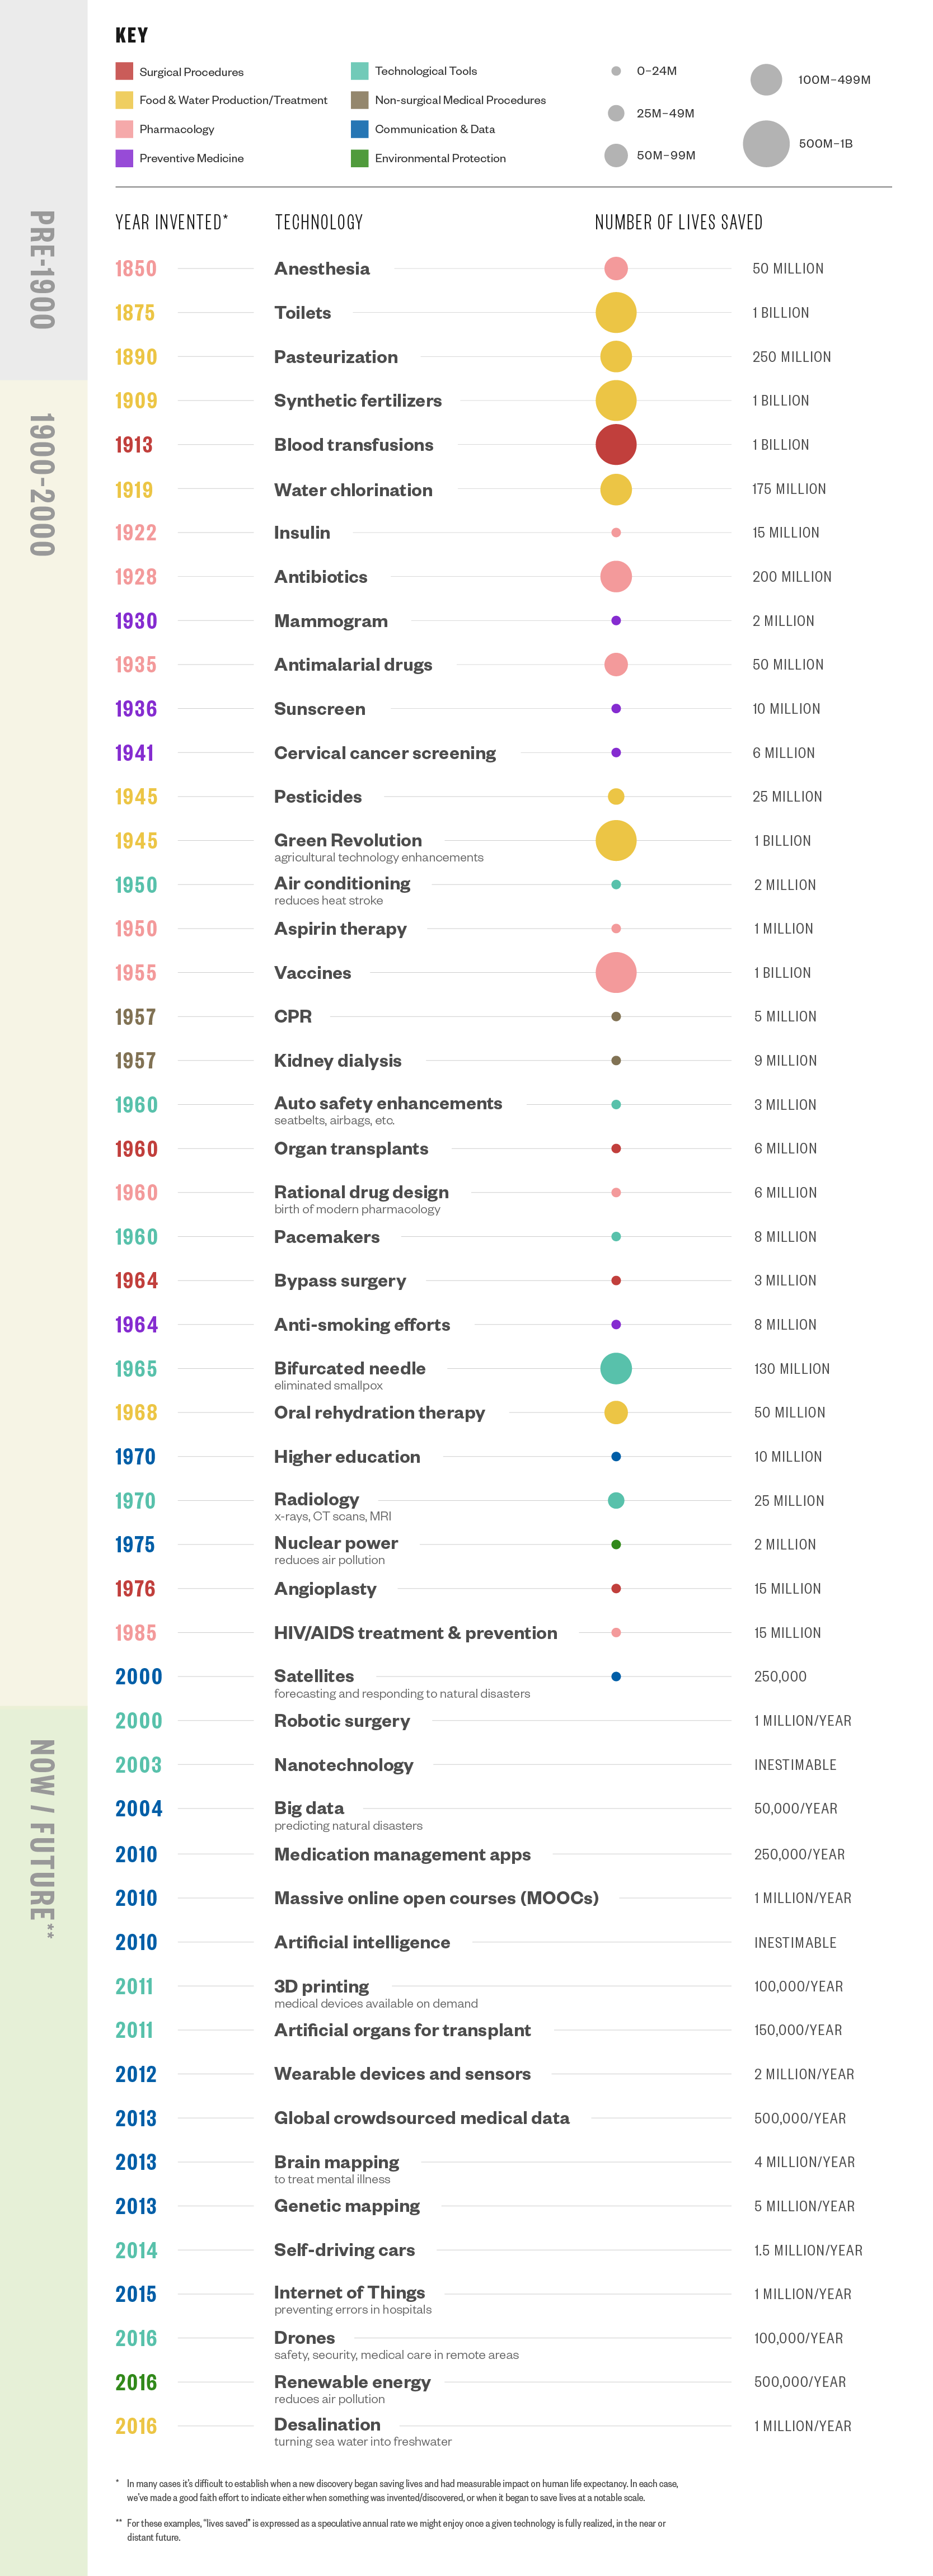 KEY
Surgical Procedures
Food & Water Production/Treatment
Pharmacology
Preventive Medicine
Technological Tools
Non-surgical Medical Procedures
Communication & Data
Environmental Protection
0–24M
25M–49M
50M–99M
100M–499M
500M–1B
PRE-1900
YEAR INVENTED* TECHNOLOGY NUMBER OF LIVES SAVED
1850 Anesthesia 50 MILLION
1875 Toilets 1 BILLION
1890 Pasteurization 250 MILLION
1900-2000
1909 Synthetic fertilizers 1 BILLION
1913 Blood transfusions 1 BILLION
1919 Water chlorination 175 MILLION
1922 Insulin 15 MILLION
1928 Antibiotics 200 MILLION
1930 Mammogram 2 MILLION
1935 Antimalarial drugs 50 MILLION
1936 Sunscreen 10 MILLION
1941 Cervical cancer screening 6 MILLION
1945 Pesticides 25 MILLION
1945 Green Revolution 1 BILLION
agricultural technology enhancements
1950 Air conditioning 2 MILLION
reduces heat stroke
1950 Aspirin therapy 1 MILLION
1955 Vaccines 1 BILLION
1957 CPR 5 MILLION
1957 Kidney dialysis 9 MILLION
1960 Auto safety enhancements 3 MILLION
seatbelts, airbags, etc.
1960 Organ transplants 6 MILLION
1960 Rational drug design 6 MILLION
birth of modern pharmacology
1960 Pacemakers 8 MILLION
1964 Bypass surgery 3 MILLION
1964 Anti-smoking efforts 8 MILLION
1965 Bifurcated needle 130 MILLION
eliminated smallpox
1968 Oral rehydration therapy 50 MILLION
1970 Higher education 10 MILLION
1970 Radiology 25 MILLION
x-rays, CT scans, MRI
1975 Nuclear power 2 MILLION
reduces air pollution
1976 Angioplasty 15 MILLION
1985 HIV/AIDS treatment & prevention 15 MILLION
2000 Satellites 250,000
forecasting and responding to natural disasters
NOW / FUTURE**
2000 Robotic surgery 1 MILLION/YEAR
2003 Nanotechnology INESTIMABLE
2004 Big data 50,000/YEAR
predicting natural disasters
2010 Medication management apps 250,000/YEAR
2010 Massive online open courses (MOOCs) 1 MILLION/YEAR
2010 Artificial intelligence INESTIMABLE
2011 3D printing 100,000/YEAR
medical devices available on demand
2011 Artificial organs for transplant 150,000/YEAR
2012 Wearable devices and sensors 2 MILLION/YEAR
2013 Global crowdsourced medical data 500,000/YEAR
2013 Brain mapping 4 MILLION/YEAR
to treat mental illness
2013 Genetic mapping 5 MILLION/YEAR
2014 Self-driving cars 1.5 MILLION/YEAR
2015 Internet of Things 1 MILLION/YEAR
preventing errors in hospitals
2016 Drones 100,000/YEAR
safety, security, medical care in remote areas
2016 Renewable energy 500,000/YEAR
reduces air pollution
2016 Desalination 1 MILLION/YEAR
turning sea water into freshwater
* In many cases it's difficult to establish when a new discovery began saving lives and had measurable impact on human life expectancy. In each case,
we've made a good faith effort to indicate either when something was invented/discovered, or when it began to save lives at a notable scale.
** For these examples, "lives saved" is expressed as a speculative annual rate we might enjoy once a given technology is fully realized, in the near or
distant future.